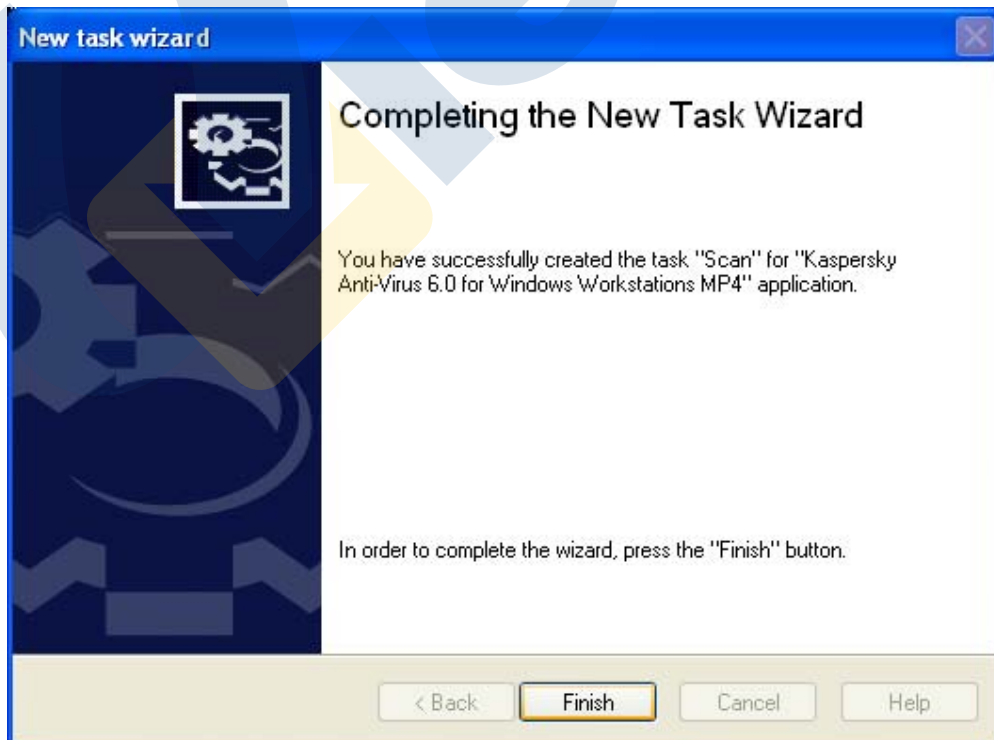 New task wizard
Completing the New Task Wizard
You have successfully created the task "Scan" for "Kaspersky
Anti-Virus 6.0 for Windows Workstations MP4" application.
In order to complete the wizard, press the "Finish" button.
< Back Finish Cancel Help